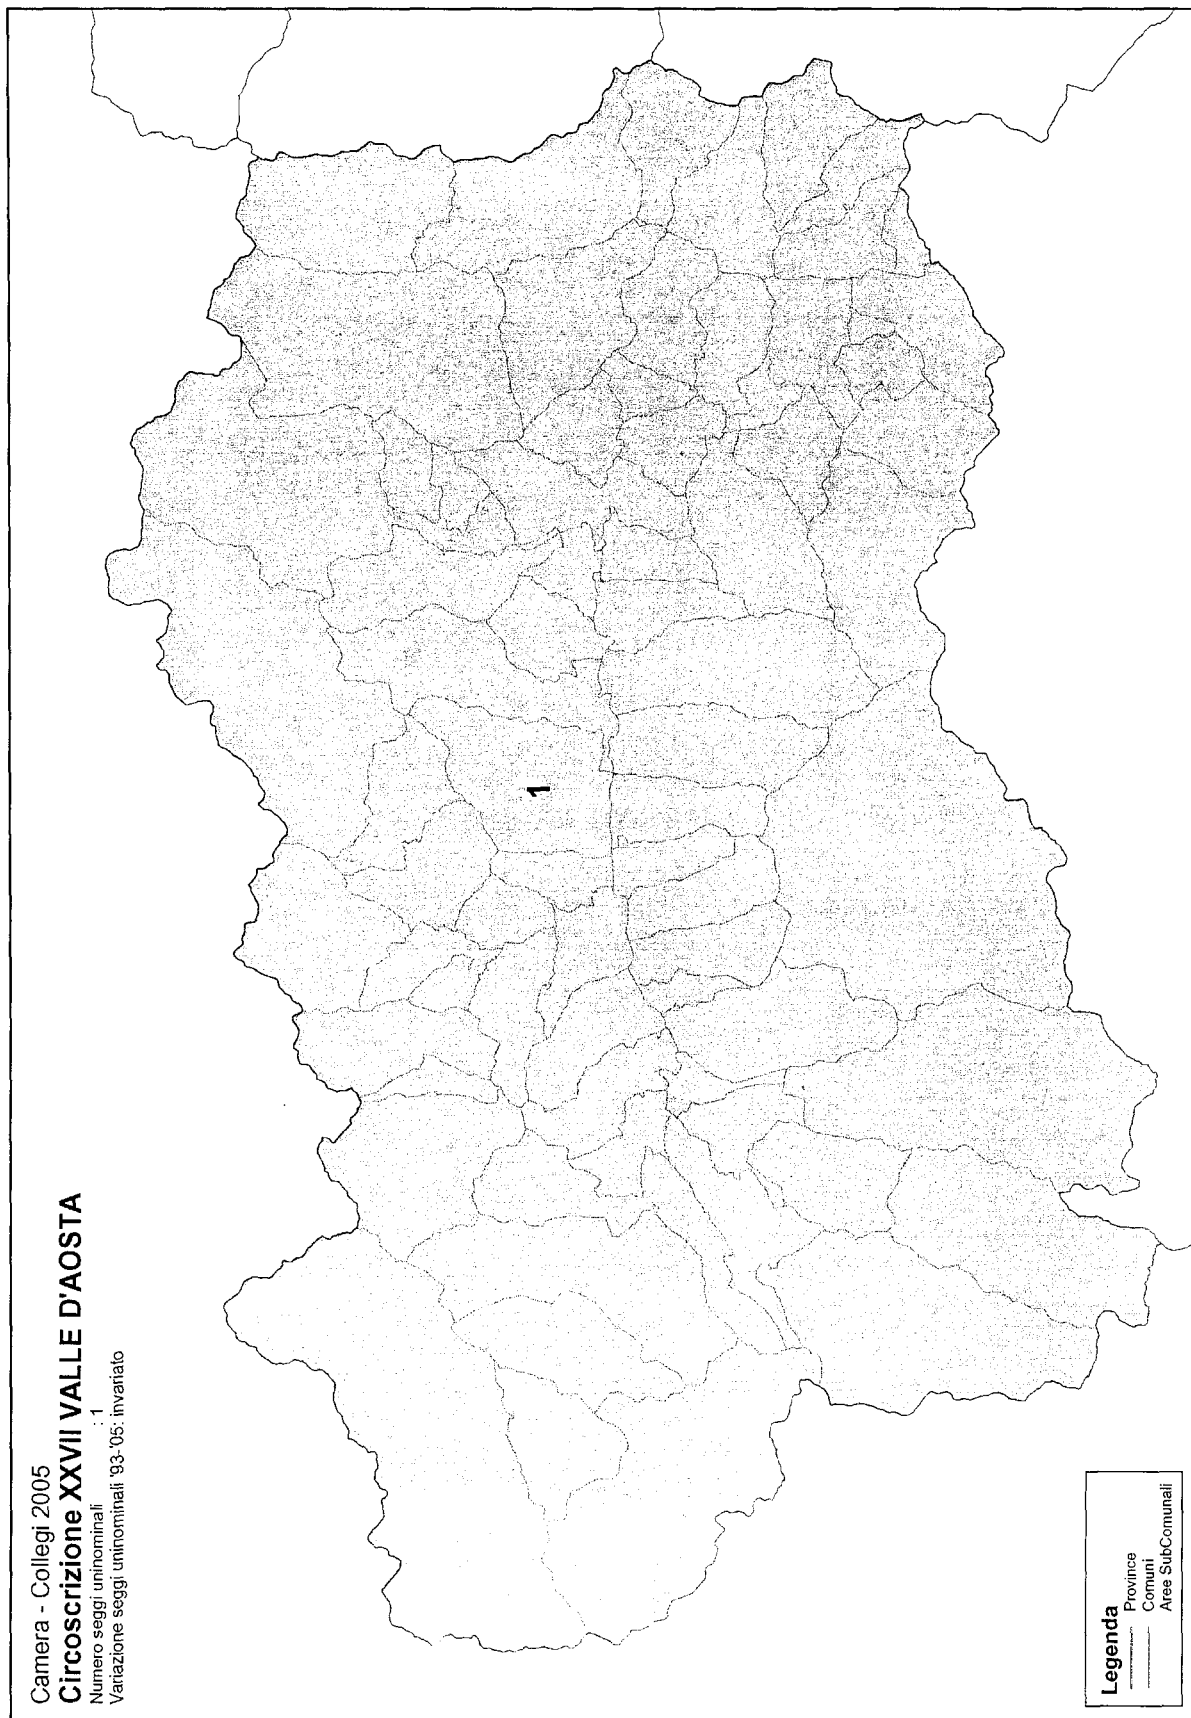 Camera - Collegi 2005
Circoscrizione XXVII VALLE D'AOSTA
Numero seggi uninominali : 1
Variazione seggi uninominali '93-'05: invariato
1
Legenda
Province
Comuni
Aree SubComunali